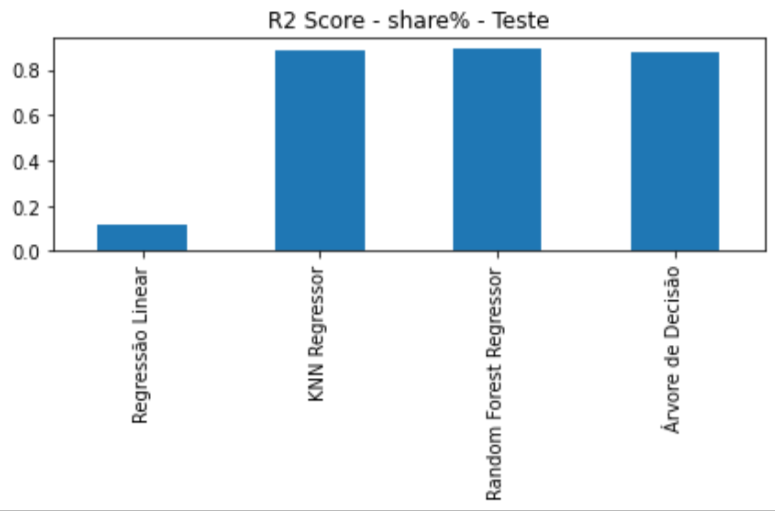 R2 Score - share% - Teste
0.8
0.6
0.4
0.2
0.0
Regressão Linear
KNN Regressor
Random Forest Regressor
Árvore de Decisão